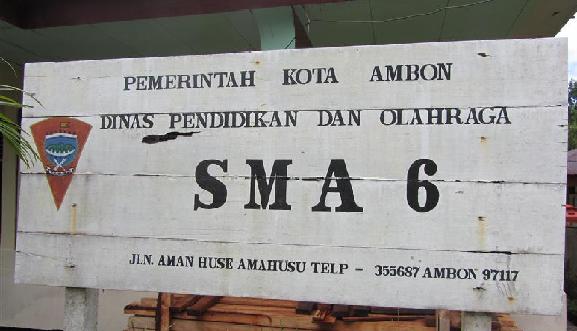 PEMERINTAH KOTA AMBON
DINAS PENDIDIKAN DAN OLAHRAGA
SMA 6
JLN. AMAN HUSE AMAHUSU TELP - 355687 AMBON 97117